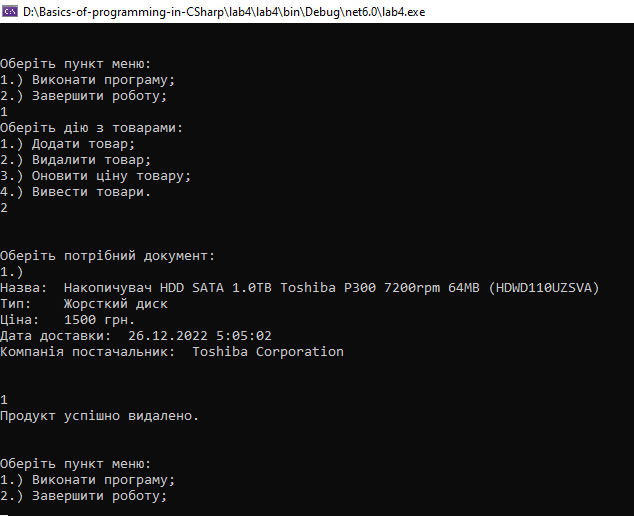 D:\Basics-of-programming-in-CSharp\lab4\lab4\bin\Debug\net6.0\lab4.exe
Оберіть пункт меню:
1.) Виконати програму;
2.) Завершити роботу;
1
Оберіть дію з товарами:
1.) Додати товар;
2.) Видалити товар;
3.) Оновити ціну товару;
4.) Вивести товари.
2
Оберіть потрібний документ:
1.)
Назва:  Накопичувач HDD SATA 1.0TB Toshiba P300 7200rpm 64MB (HDWD110UZSVA)
Тип:    Жорсткий диск
Ціна:   1500 грн.
Дата доставки:  26.12.2022 5:05:02
Компанія постачальник:  Toshiba Corporation
1
Продукт успішно видалено.
Оберіть пункт меню:
1.) Виконати програму;
2.) Завершити роботу;